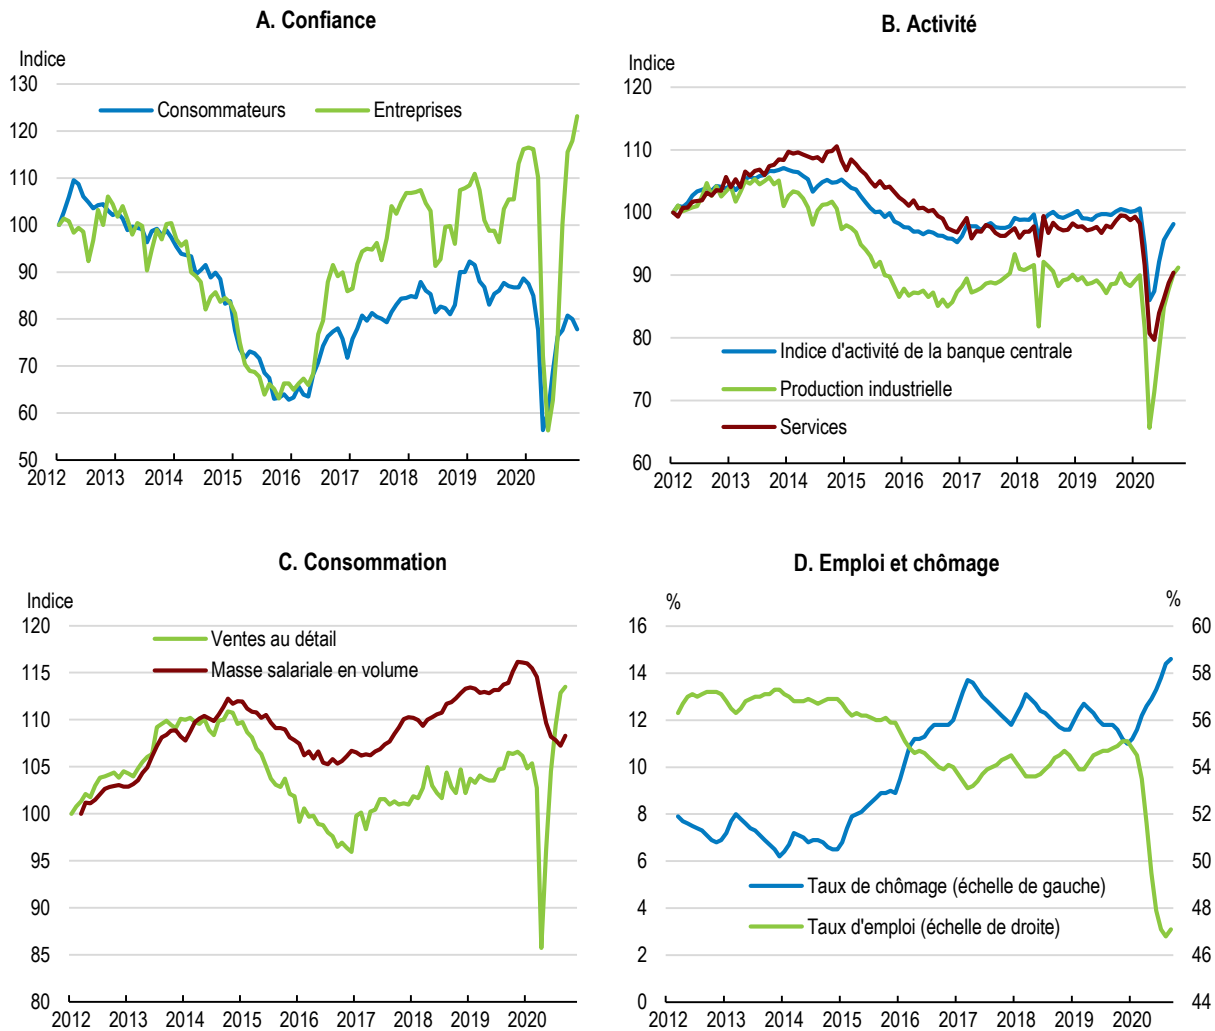 A. Confiance
Indice
130
120
110
100
90
80
70
60
50
Consommateurs
Entreprises
2012 2013 2014 2015 2016 2017 2018 2019 2020
B. Activité
Indice
120
110
100
90
80
70
60
Indice d'activité de la banque centrale
Production industrielle
Services
2012 2013 2014 2015 2016 2017 2018 2019 2020
C. Consommation
Indice
120
115
110
105
100
95
90
85
80
Ventes au détail
Masse salariale en volume
2012 2013 2014 2015 2016 2017 2018 2019 2020
D. Emploi et chômage
% %
16 60
14 58
12 56
10 54
8 52
6 50
4 48
2 46
0 44
Taux de chômage (échelle de gauche)
Taux d'emploi (échelle de droite)
2012 2013 2014 2015 2016 2017 2018 2019 2020